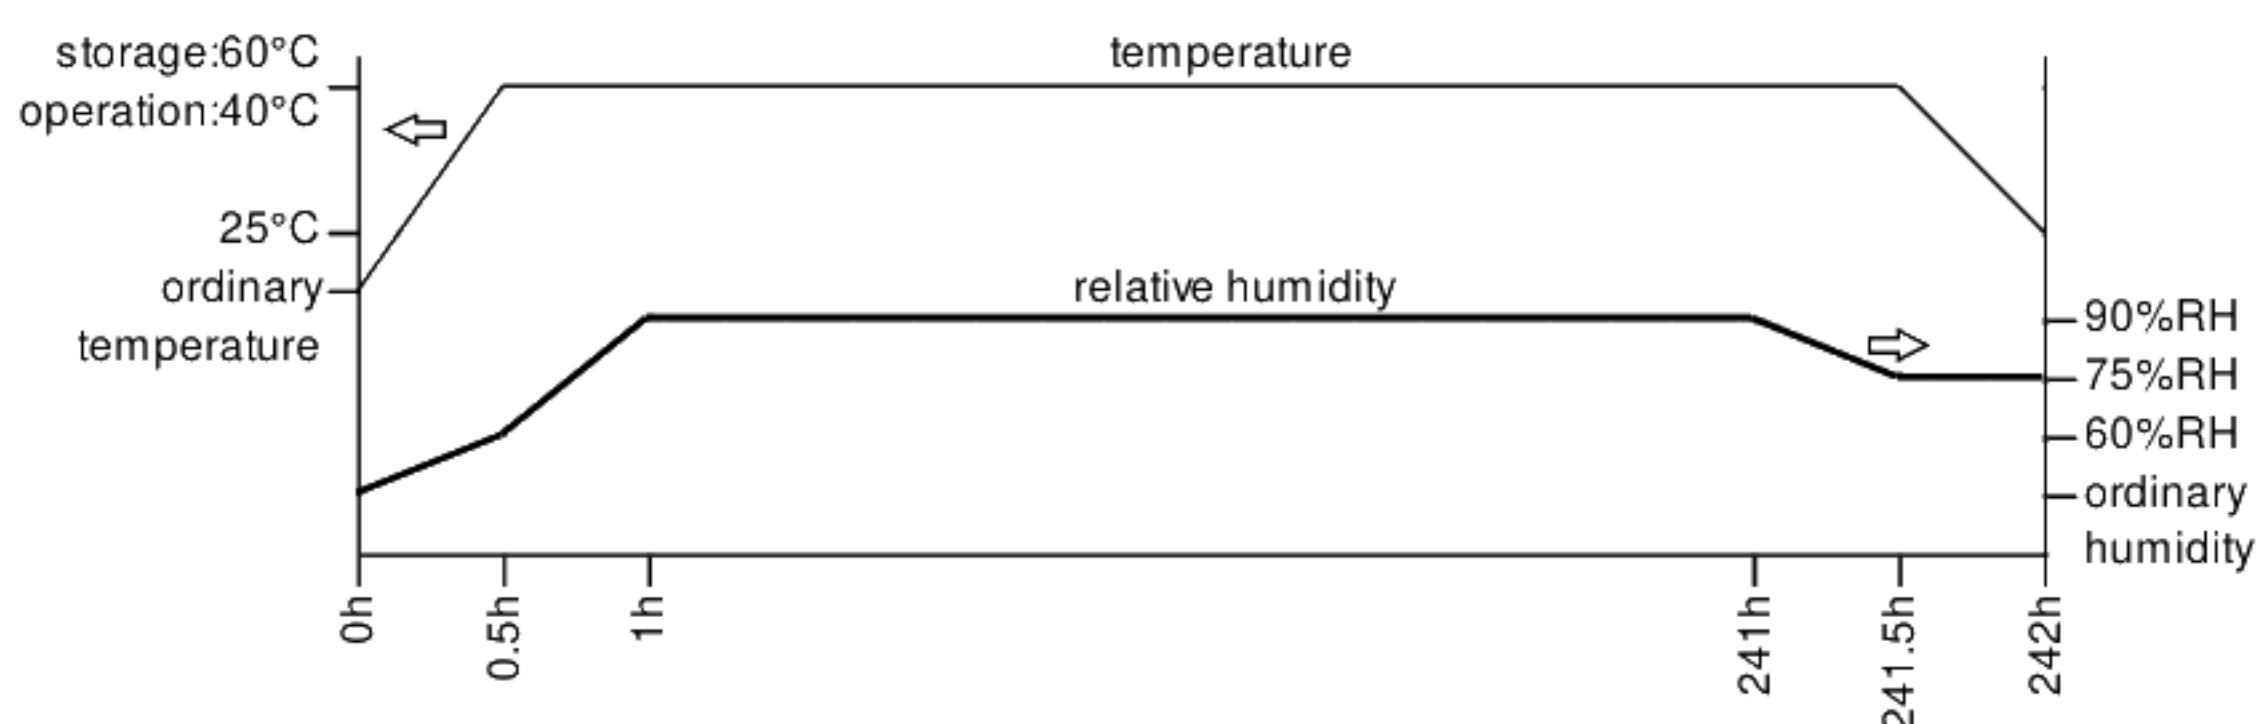 storage:60°C
operation:40°C
temperature
25°C
ordinary
temperature
relative humidity
90%RH
75%RH
60%RH
ordinary
humidity
0h
0.5h
1h
241h
241.5h
242h